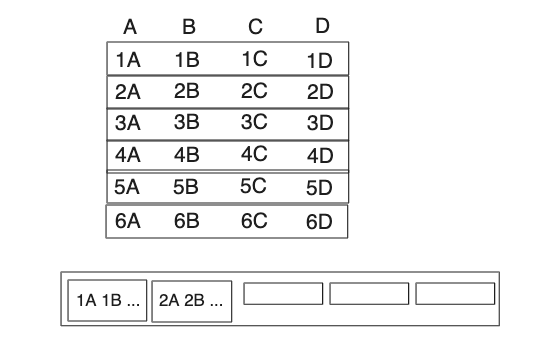 A B C D
1A 1B 1C 1D
2A 2B 2C 2D
3A 3B 3C 3D
4A 4B 4C 4D
5A 5B 5C 5D
6A 6B 6C 6D
1A 1B ... 2A 2B ...